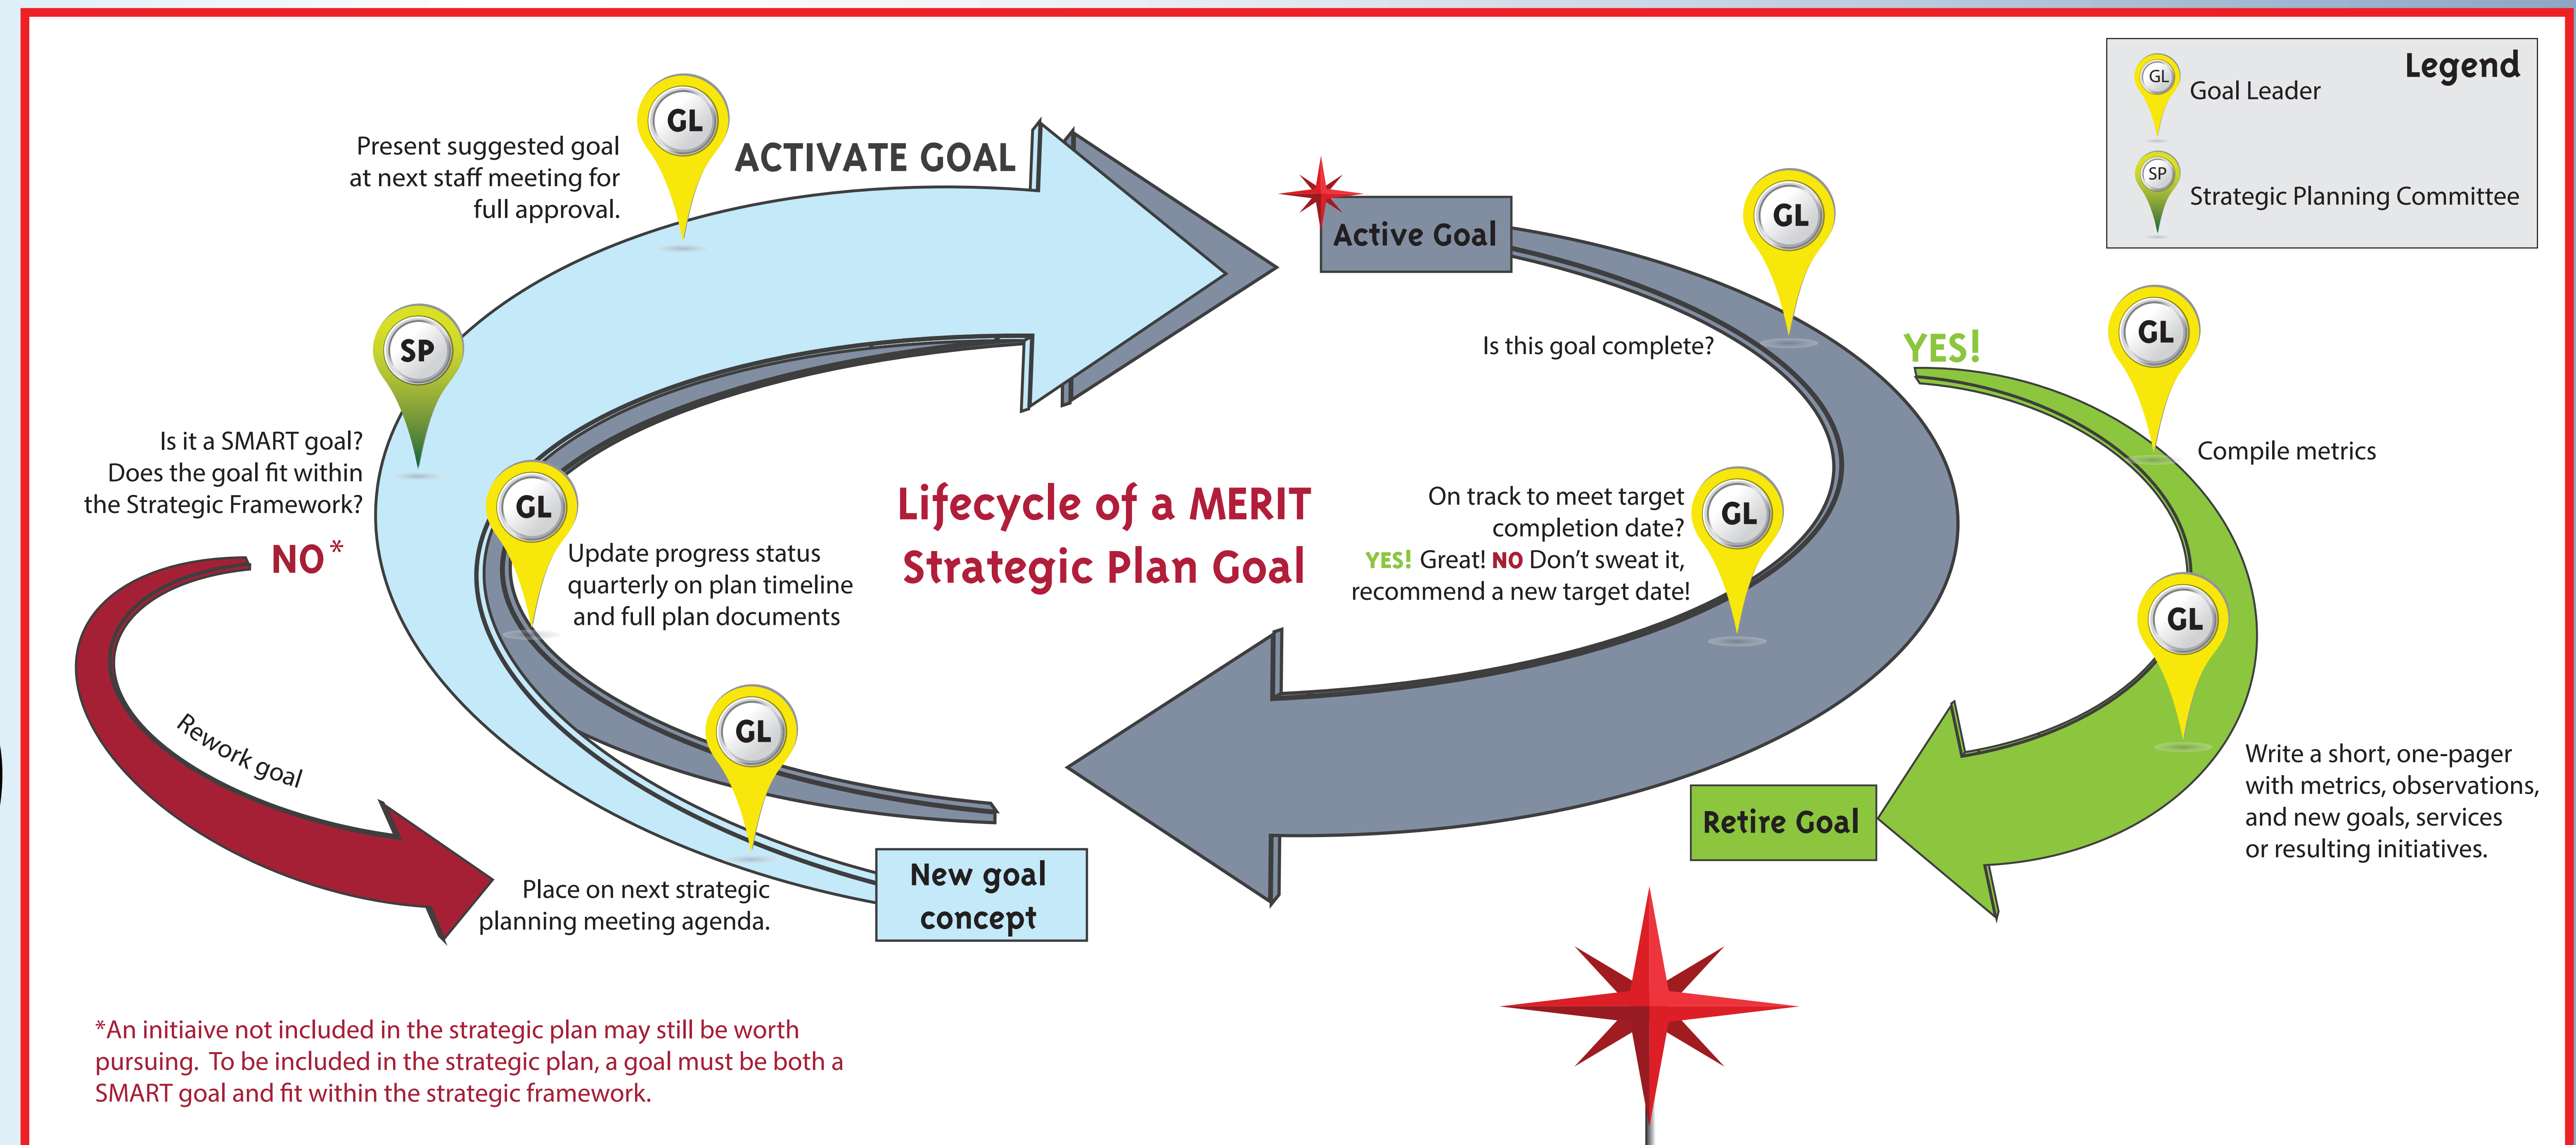 Legend
GL
Goal Leader
SP
Strategic Planning Committee
GL
Present suggested goal
at next staff meeting for
full approval.
ACTIVATE GOAL
Active Goal
GL
Is this goal complete?
YES!
GL
Compile metrics
SP
Is it a SMART goal?
Does the goal fit within
the Strategic Framework?
NO*
Rework goal
GL
Update progress status
quarterly on plan timeline
and full plan documents
Lifecycle of a MERIT
Strategic Plan Goal
On track to meet target
completion date?
YES! Great! NO Don't sweat it,
recommend a new target date!
GL
GL
Write a short, one-pager
with metrics, observations,
and new goals, services
or resulting initiatives.
Retire Goal
GL
Place on next strategic
planning meeting agenda.
New goal
concept
*An initiaive not included in the strategic plan may still be worth
pursuing. To be included in the strategic plan, a goal must be both a
SMART goal and fit within the strategic framework.